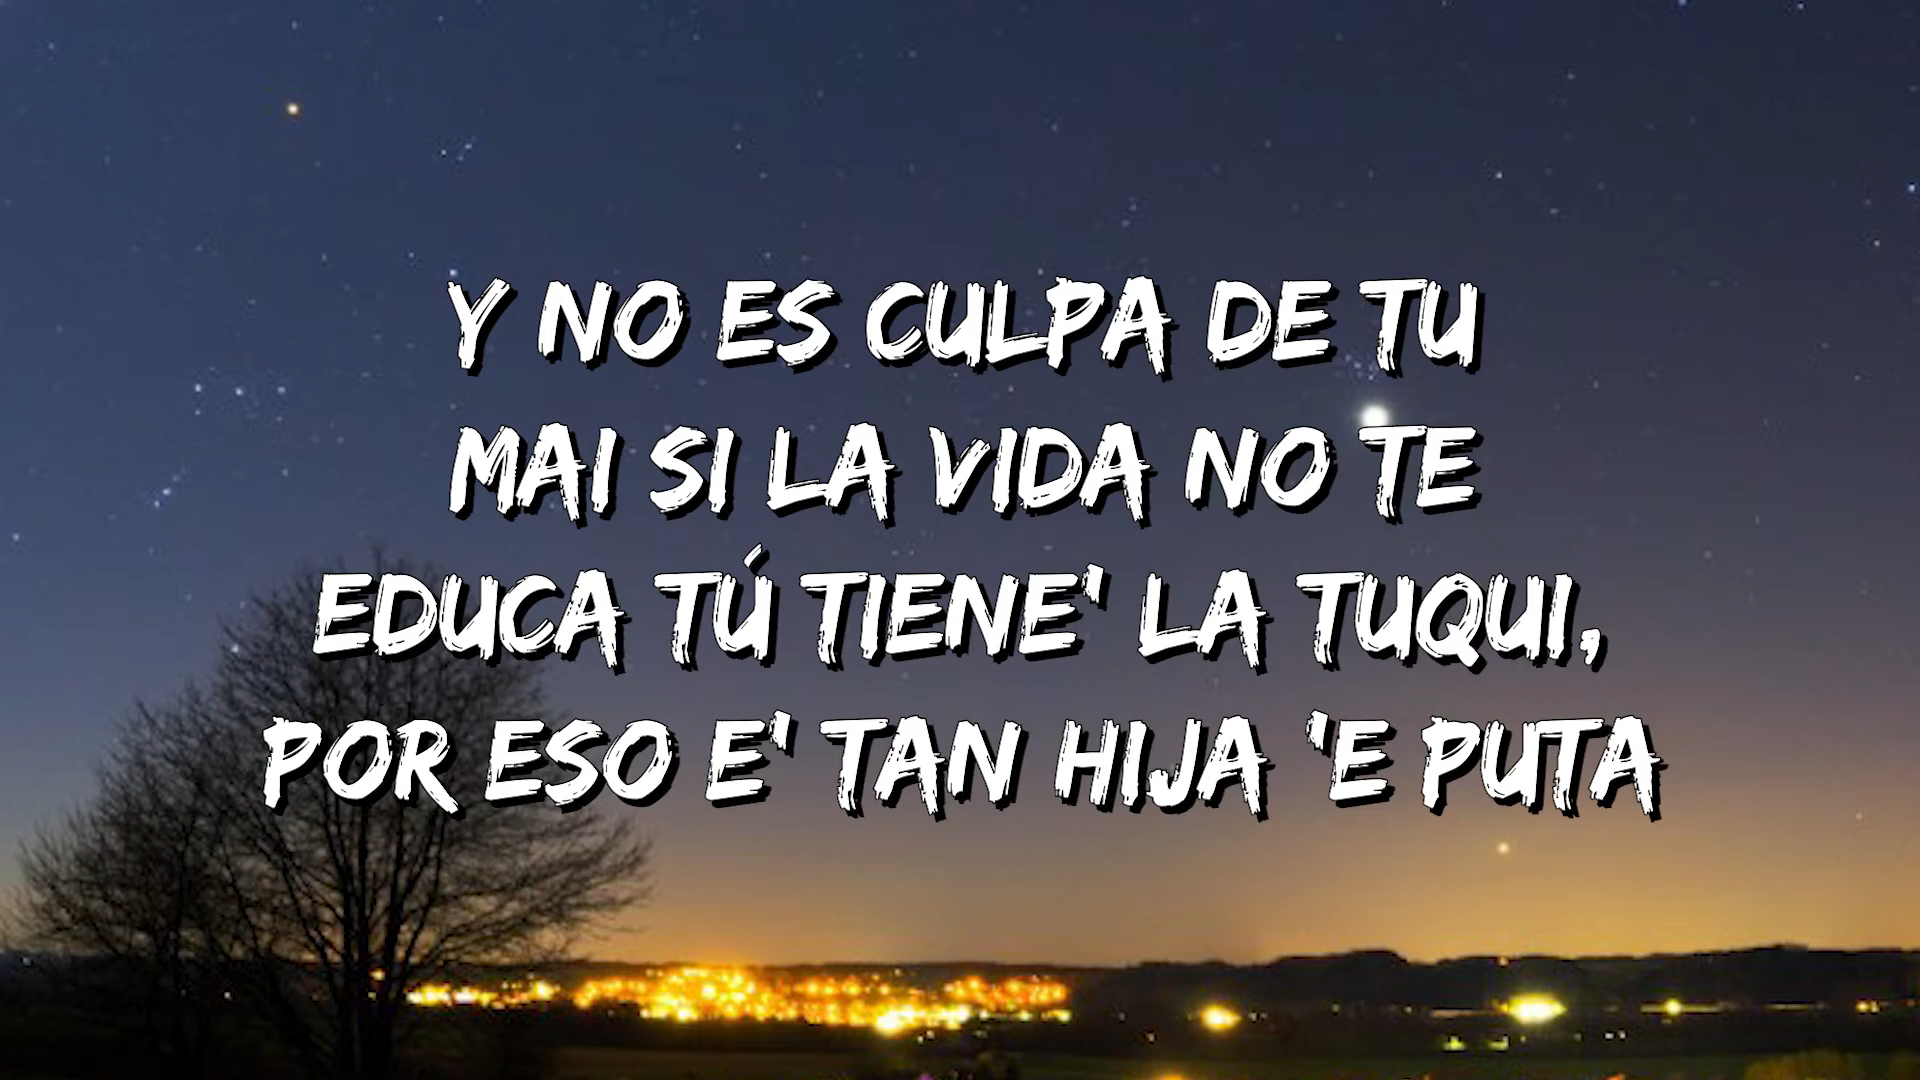 Y NO ES CULPA DE TU
MAI SI LA VIDA NO TE
EDUCA TÚ TIENE' LA TUQUI,
POR ESO E' TAN HIJA 'E PUTA